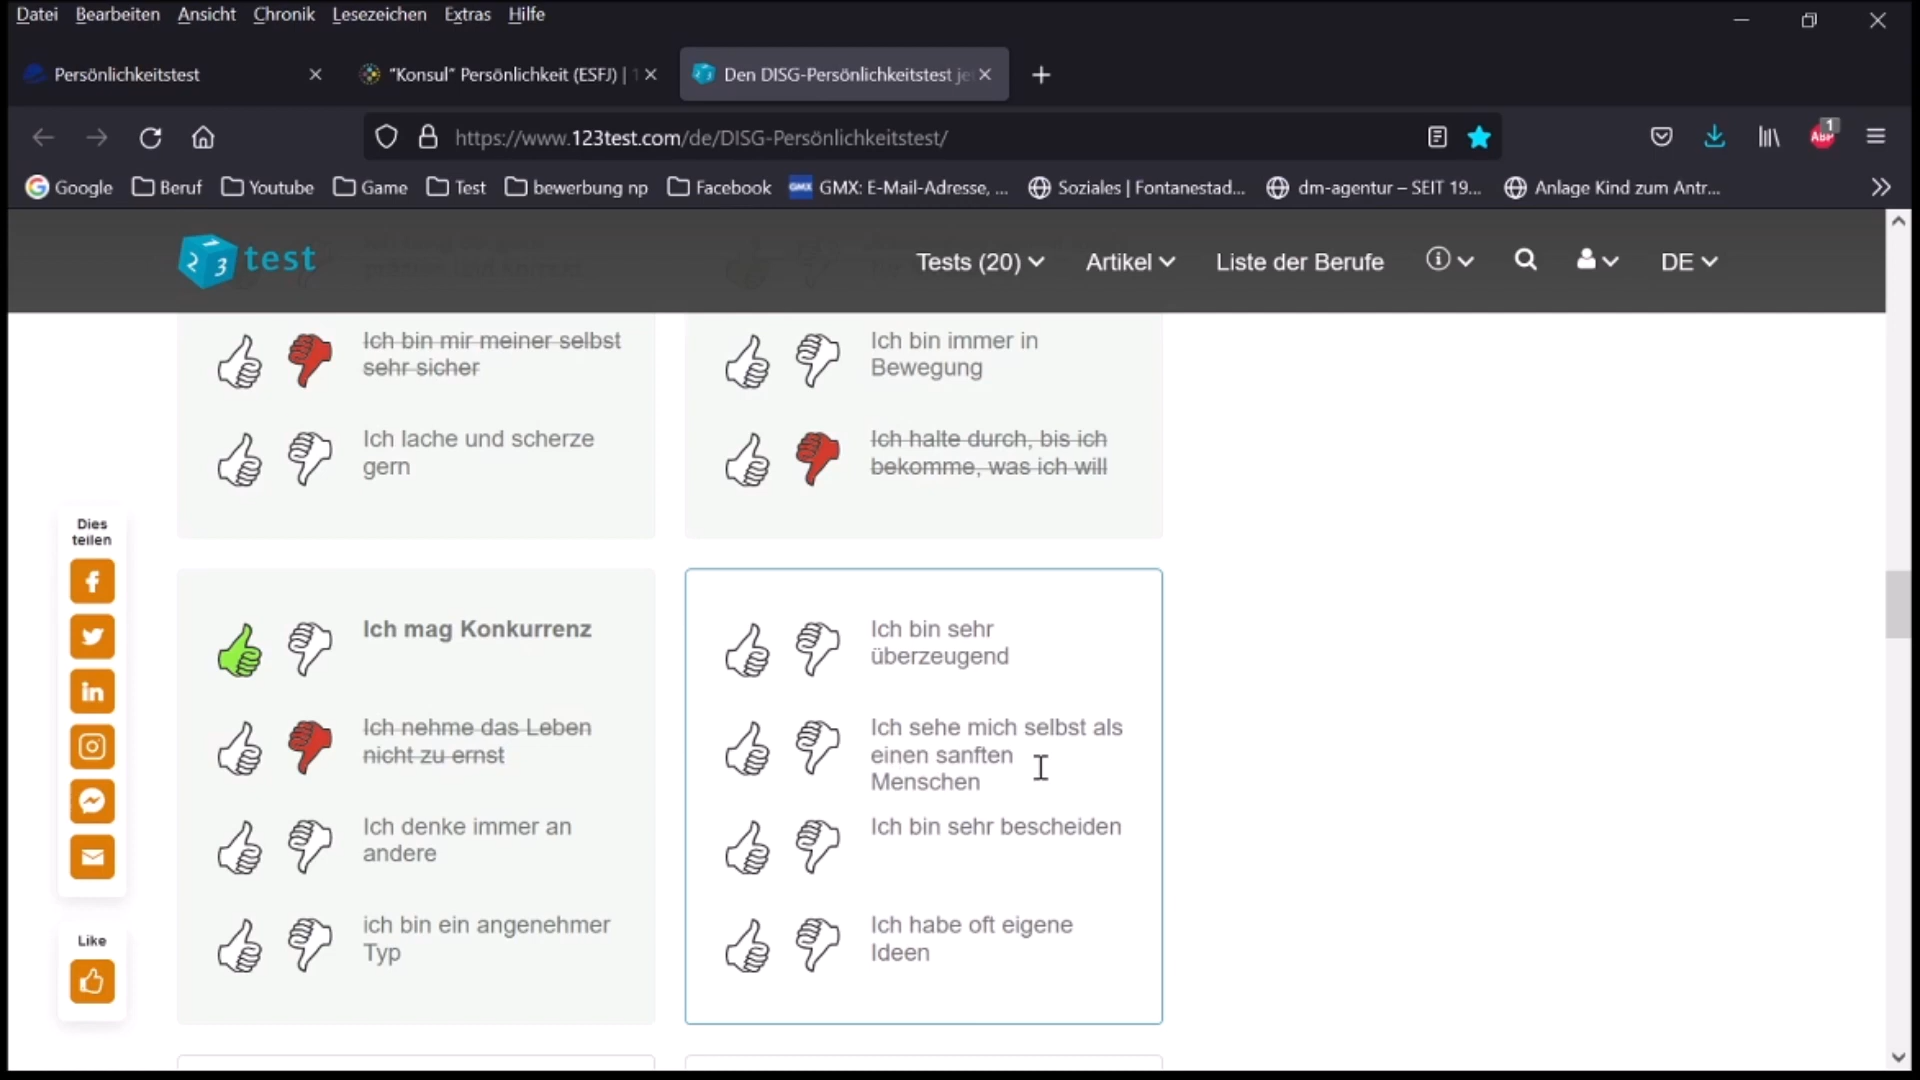 Datei Bearbeiten Ansicht Chronik Lesezeichen Extras Hilfe
Persönlichkeitstest
"Konsul" Persönlichkeit (ESFJ) | 1
Den DISG-Persönlichkeitstest je
https://www.123test.com/de/DISG-Persönlichkeitstest/
ABP 1
Google Beruf Youtube Game Test bewerbung np Facebook GMX GMX: E-Mail-Adresse, ... Soziales | Fontanestad... dm-agentur – SEIT 19... Anlage Kind zum Antr...
123 test
Tests (20) Artikel Liste der Berufe DE
Ich bin mir meiner selbst
sehr sicher
Ich lache und scherze
gern
Ich bin immer in
Bewegung
Ich halte durch, bis ich
bekomme, was ich will
Dies
teilen
Like
Ich mag Konkurrenz
Ich nehme das Leben
nicht zu ernst
Ich denke immer an
andere
ich bin ein angenehmer
Typ
Ich bin sehr
überzeugend
Ich sehe mich selbst als
einen sanften
Menschen
Ich bin sehr bescheiden
Ich habe oft eigene
Ideen